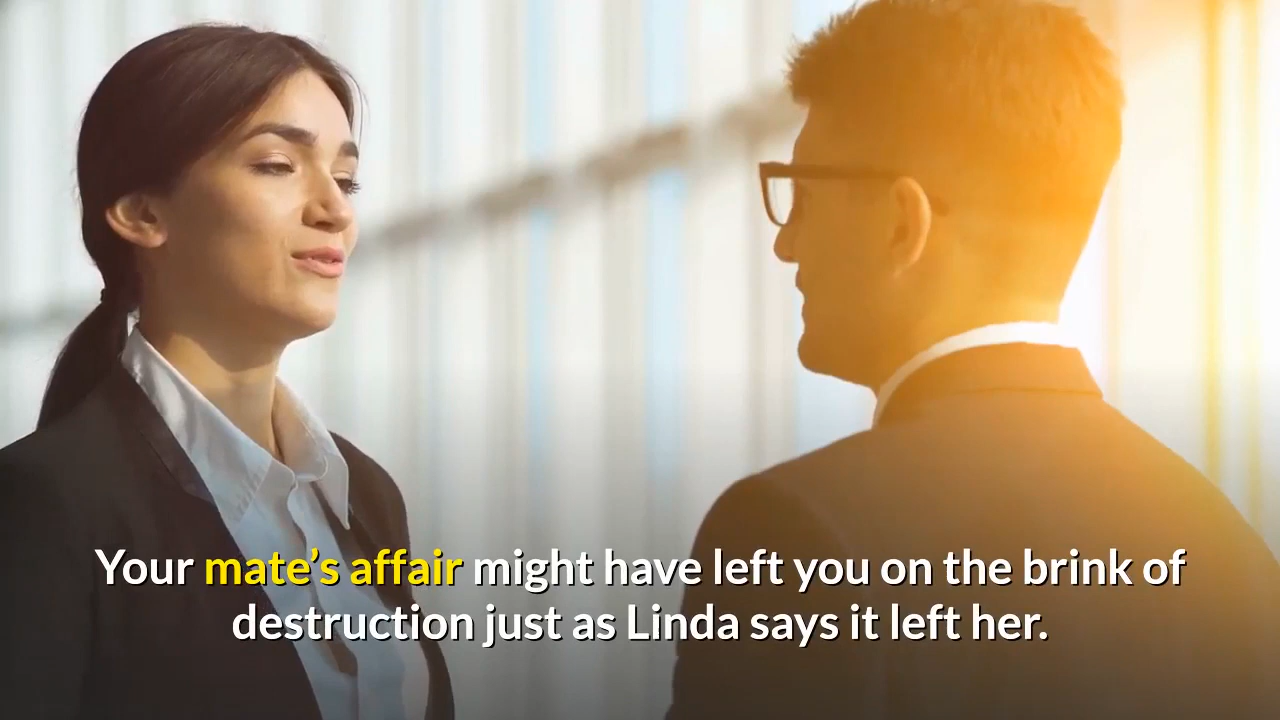 Your mate’s affair might have left you on the brink of
destruction just as Linda says it left her.